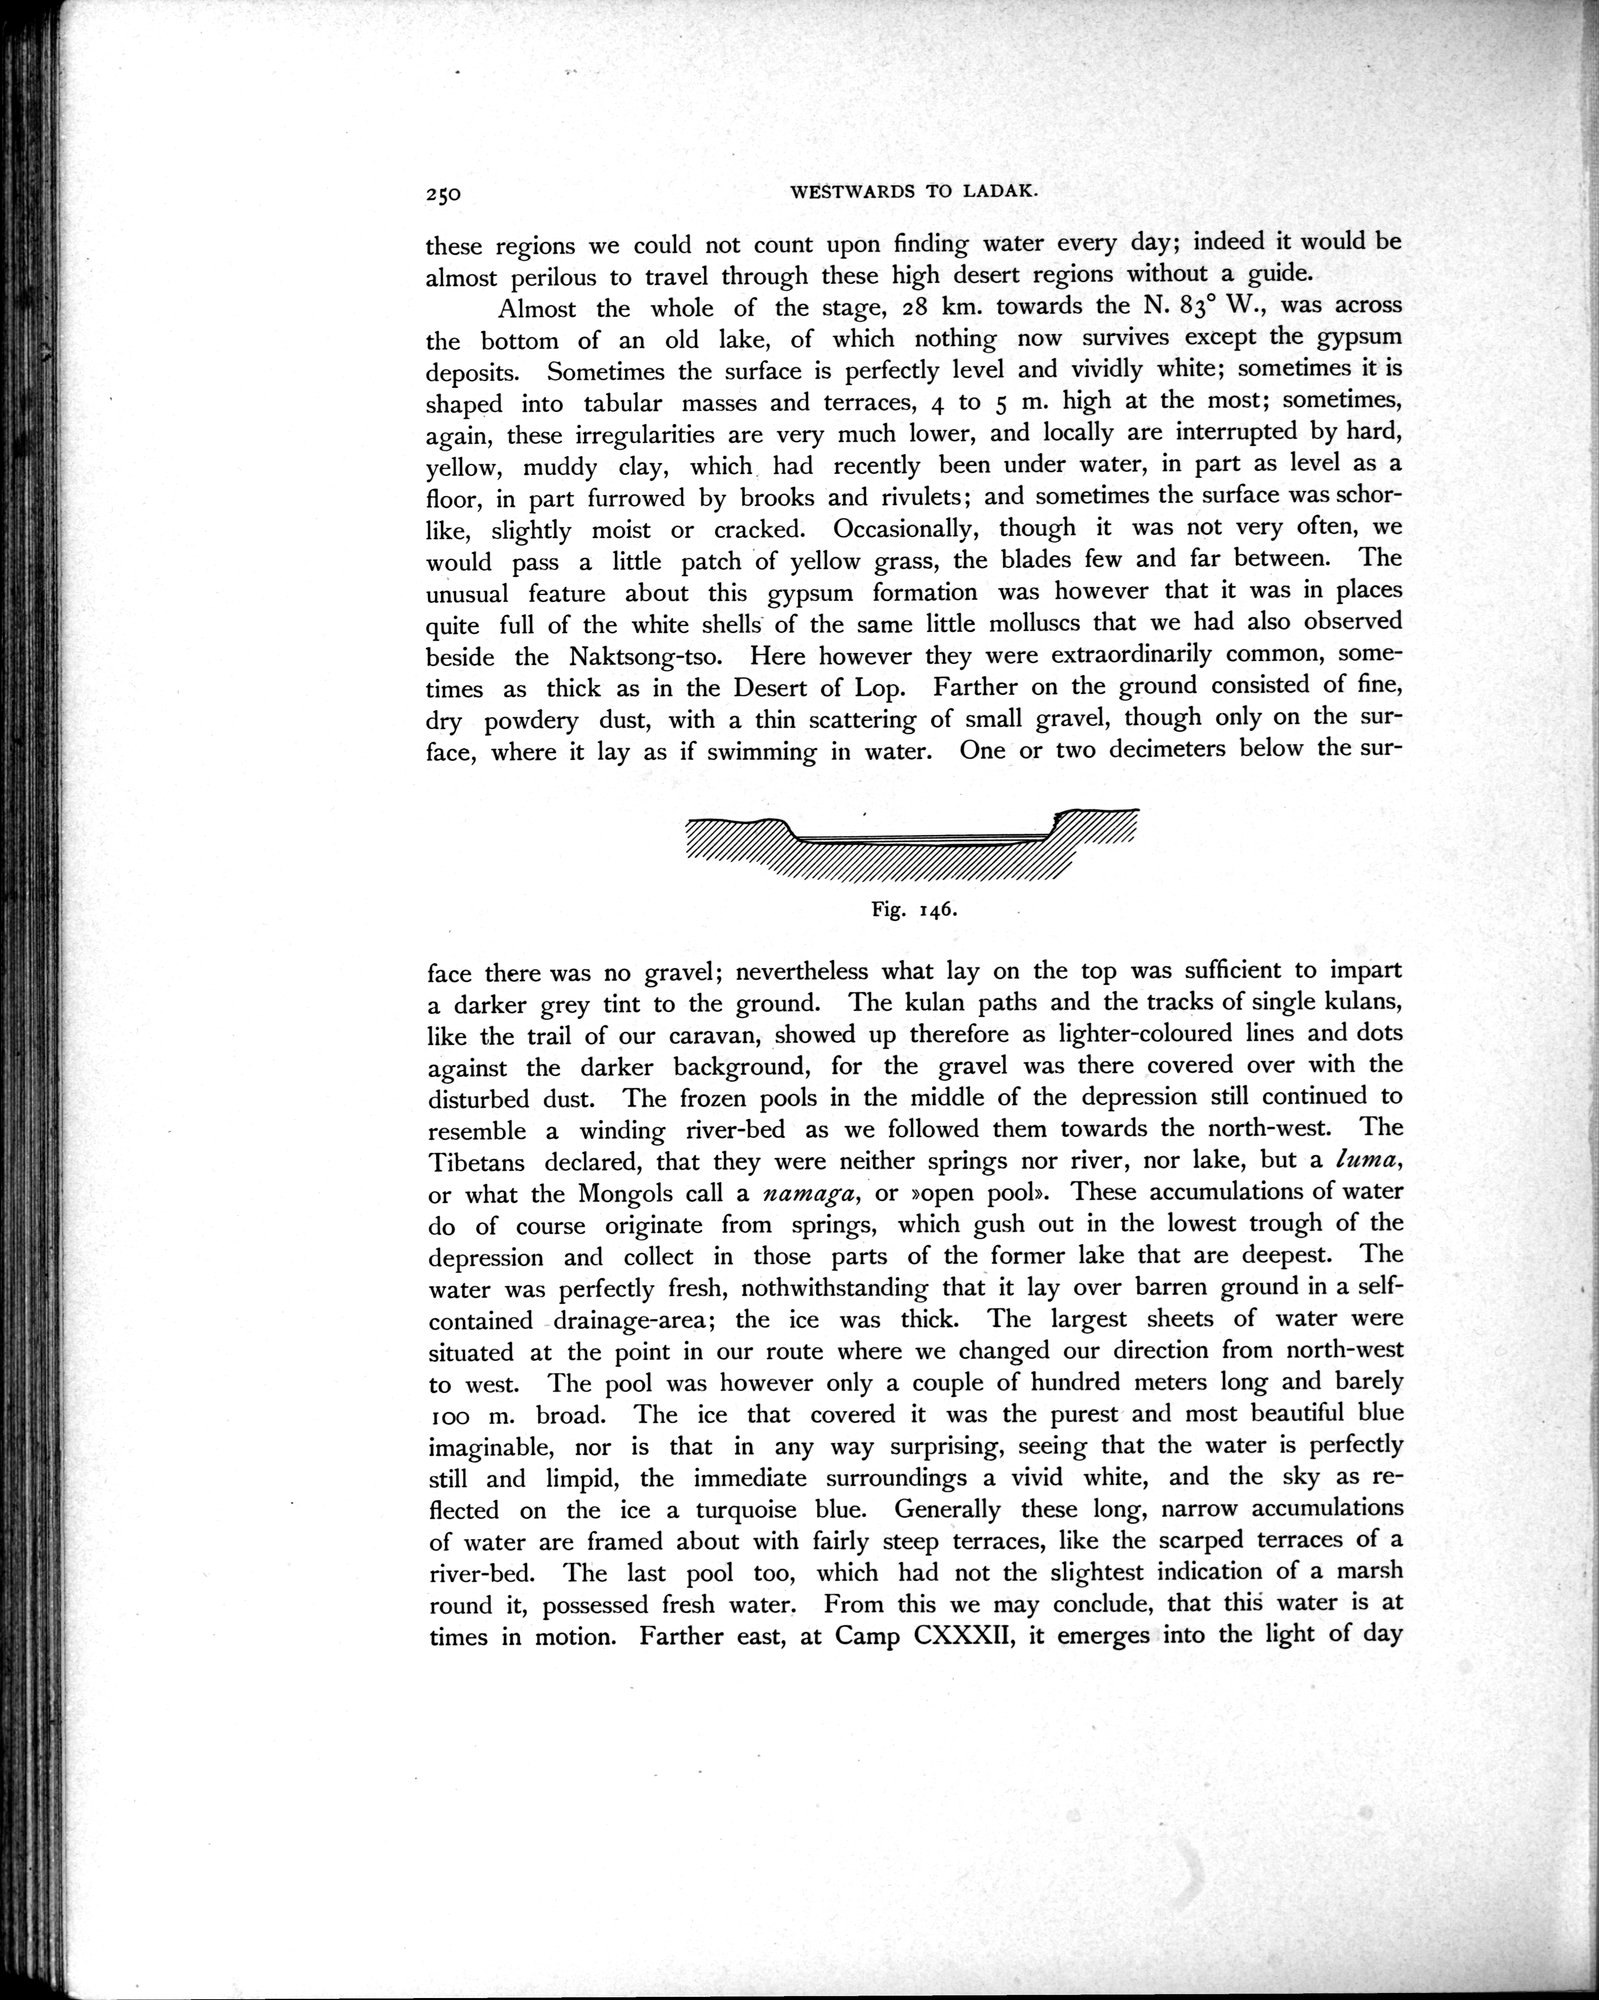 250
WESTWARDS TO LADAK.
these regions we could not count upon finding water every day; indeed it would be
almost perilous to travel through these high desert regions without a guide.
Almost the whole of the stage, 28 km. towards the N. 83° W., was across
the bottom of an old lake, of which nothing now survives except the gypsum
deposits. Sometimes the surface is perfectly level and vividly white; sometimes it is
shaped into tabular masses and terraces, 4 to 5 m. high at the most; sometimes,
again, these irregularities are very much lower, and locally are interrupted by hard,
yellow, muddy clay, which had recently been under water, in part as level as a
floor, in part furrowed by brooks and rivulets; and sometimes the surface was schor-
like, slightly moist or cracked. Occasionally, though it was not very often, we
would pass a little patch of yellow grass, the blades few and far between. The
unusual feature about this gypsum formation was however that it was in places
quite full of the white shells of the same little molluscs that we had also observed
beside the Naktsong-tso. Here however they were extraordinarily common, some-
times as thick as in the Desert of Lop. Farther on the ground consisted of fine,
dry powdery dust, with a thin scattering of small gravel, though only on the sur-
face, where it lay as if swimming in water. One or two decimeters below the sur-
Fig. 146.
face there was no gravel; nevertheless what lay on the top was sufficient to impart
a darker grey tint to the ground. The kulan paths and the tracks of single kulans,
like the trail of our caravan, showed up therefore as lighter-coloured lines and dots
against the darker background, for the gravel was there covered over with the
disturbed dust. The frozen pools in the middle of the depression still continued to
resemble a winding river-bed as we followed them towards the north-west. The
Tibetans declared, that they were neither springs nor river, nor lake, but a luma,
or what the Mongols call a namaga, or »open pool». These accumulations of water
do of course originate from springs, which gush out in the lowest trough of the
depression and collect in those parts of the former lake that are deepest. The
water was perfectly fresh, nothwithstanding that it lay over barren ground in a self-
contained drainage-area; the ice was thick. The largest sheets of water were
situated at the point in our route where we changed our direction from north-west
to west. The pool was however only a couple of hundred meters long and barely
100 m. broad. The ice that covered it was the purest and most beautiful blue
imaginable, nor is that in any way surprising, seeing that the water is perfectly
still and limpid, the immediate surroundings a vivid white, and the sky as re-
flected on the ice a turquoise blue. Generally these long, narrow accumulations
of water are framed about with fairly steep terraces, like the scarped terraces of a
river-bed. The last pool too, which had not the slightest indication of a marsh
round it, possessed fresh water. From this we may conclude, that this water is at
times in motion. Farther east, at Camp CXXXII, it emerges into the light of day